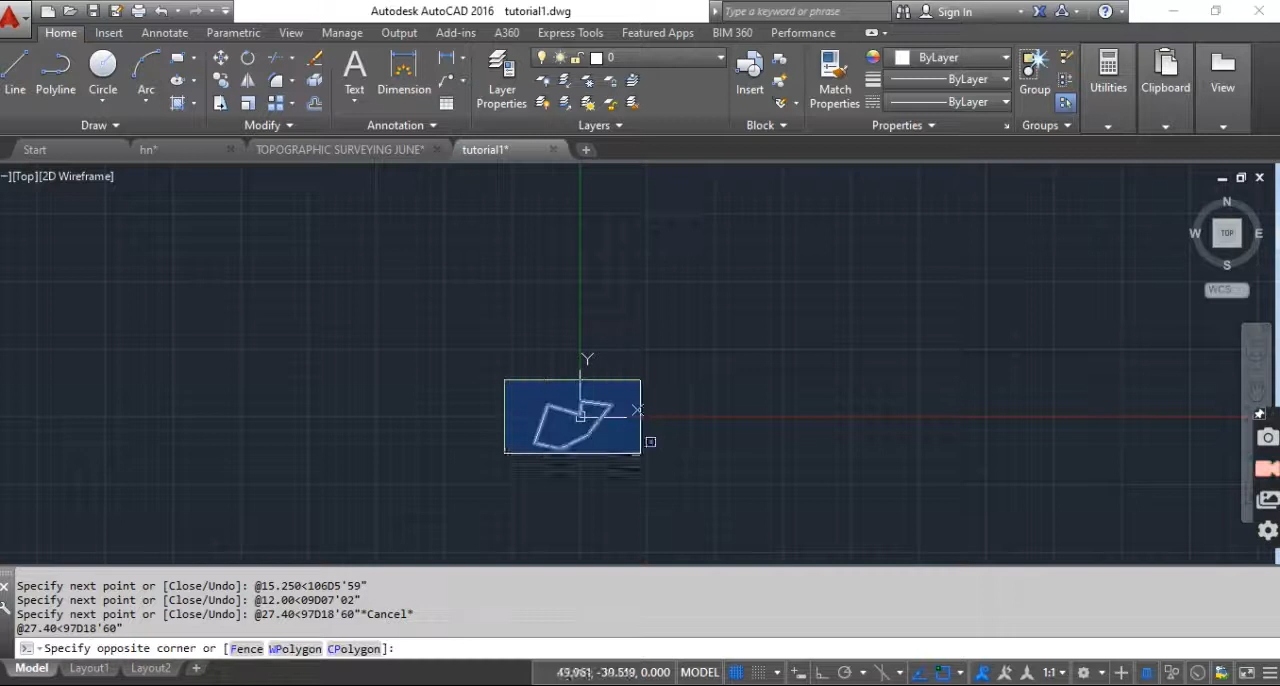 Autodesk AutoCAD 2016 tutorial1.dwg
Type a keyword or phrase
Sign In
Home Insert Annotate Parametric View Manage Output Add-ins A360 Express Tools Featured Apps BIM 360 Performance
0
ByLayer
Line Polyline Circle Arc
Text Dimension
Layer Properties
Insert
Match Properties
ByLayer
Group Utilities Clipboard View
ByLayer
Draw Modify Annotation Layers Block Properties Groups
Start hn* TOPOGRAPHIC SURVEYING JUNE* tutorial1*
−][Top][2D Wireframe]
N
W TOP E
S
WCS
Y
X
Specify next point or [Close/Undo]: @15.250<106D5'59"
Specify next point or [Close/Undo]: @12.00<09D07'02"
Specify next point or [Close/Undo]: @27.40<97D18'60"*Cancel*
@27.40<97D18'60"
Specify opposite corner or [Fence WPolygon CPolygon]:
Model Layout1 Layout2 +
MODEL 1:1